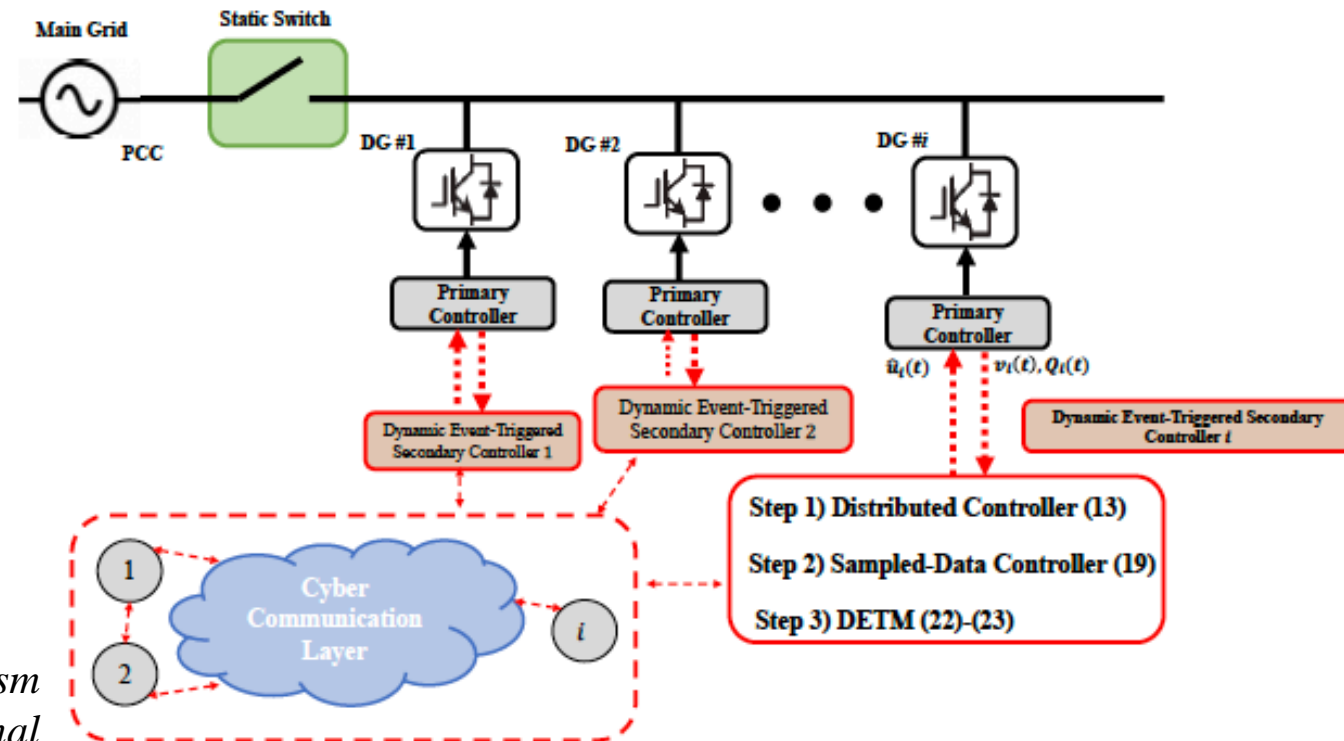 Static Switch
Main Grid
PCC
DG #1
DG #2
DG #i
Primary
Controller
Primary
Controller
Primary
Controller
û_i(t)
v_i(t), Q_i(t)
Dynamic Event-Triggered
Secondary Controller 1
Dynamic Event-Triggered
Secondary Controller 2
Dynamic Event-Triggered Secondary
Controller i
Step 1) Distributed Controller (13)
Step 2) Sampled-Data Controller (19)
Step 3) DETM (22)-(23)
1
2
Cyber
Communication
Layer
i
sm
nal